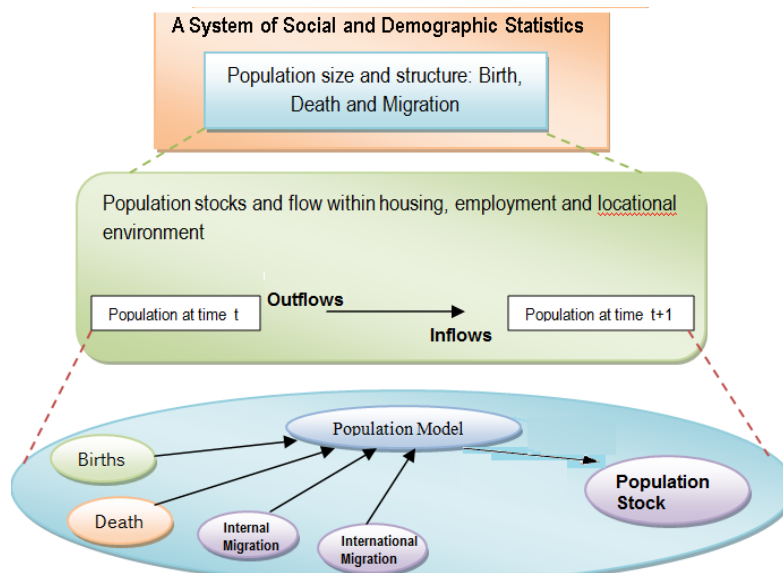 A System of Social and Demographic Statistics
Population size and structure: Birth,
Death and Migration
Population stocks and flow within housing, employment and locational
environment
Population at time t
Outflows
Inflows
Population at time t+1
Population Model
Births
Death
Internal
Migration
International
Migration
Population
Stock